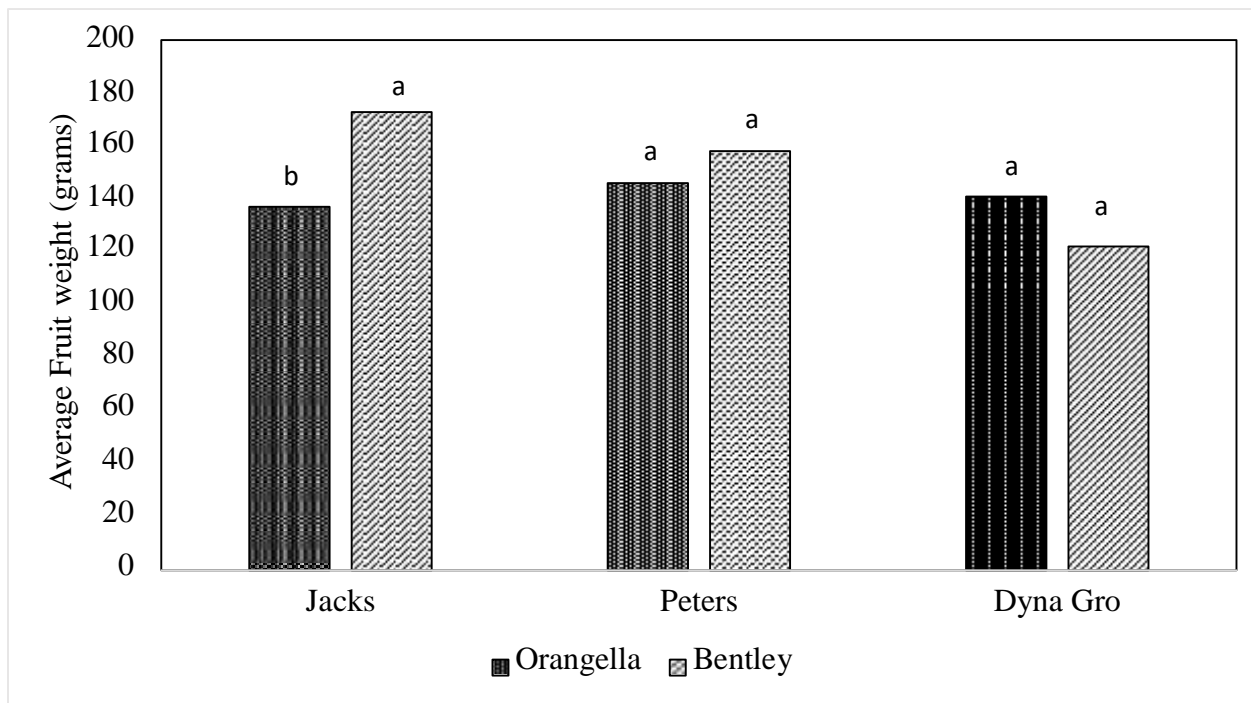 Average Fruit weight (grams)
200
180
160
140
120
100
80
60
40
20
0
b
a
a
a
a
a
Jacks
Peters
Dyna Gro
Orangella
Bentley